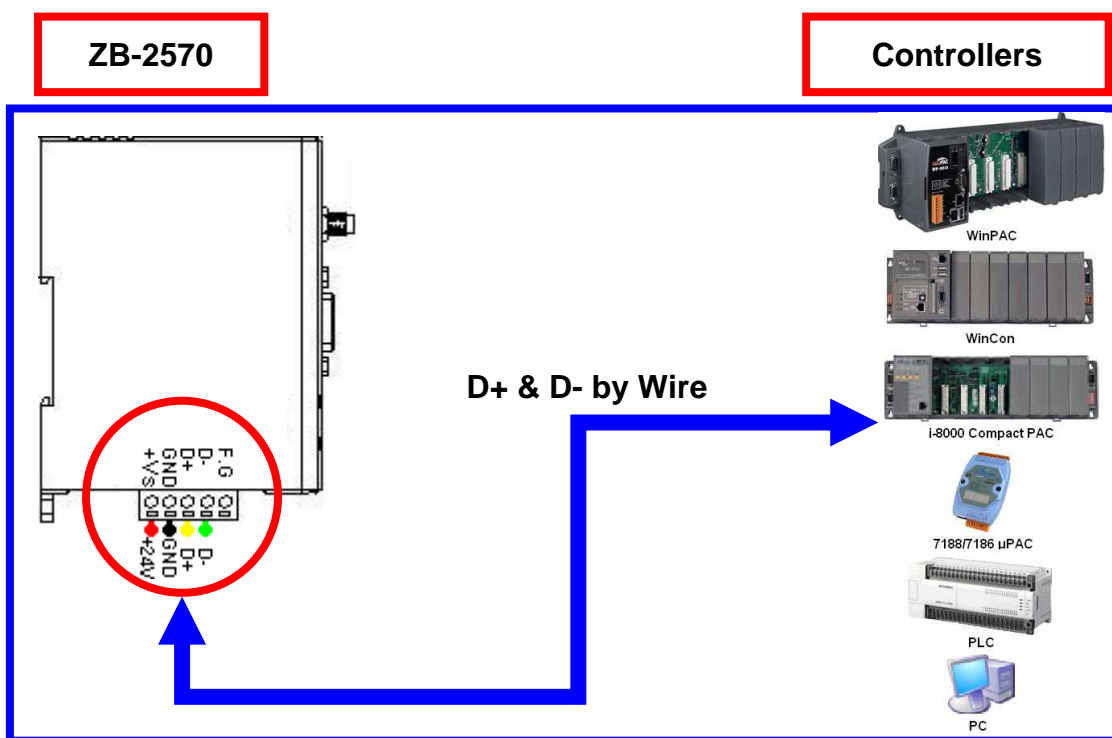 ZB-2570
Controllers
WinPAC
WinCon
D+ & D- by Wire
i-8000 Compact PAC
+Vs
GND
D+
D-
F.G
+24V
GND
D+
D-
7188/7186 µPAC
PLC
PC